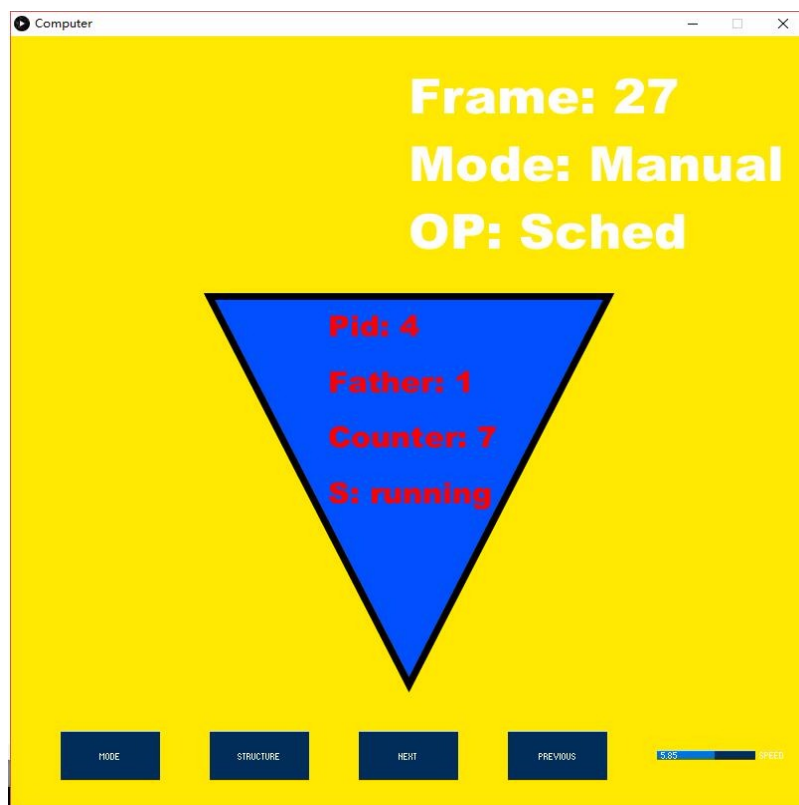 Computer
Frame: 27
Mode: Manual
OP: Sched
Pid: 4
Father: 1
Counter: 7
S: running
MODE
STRUCTURE
NEXT
PREVIOUS
5.85 SPEED